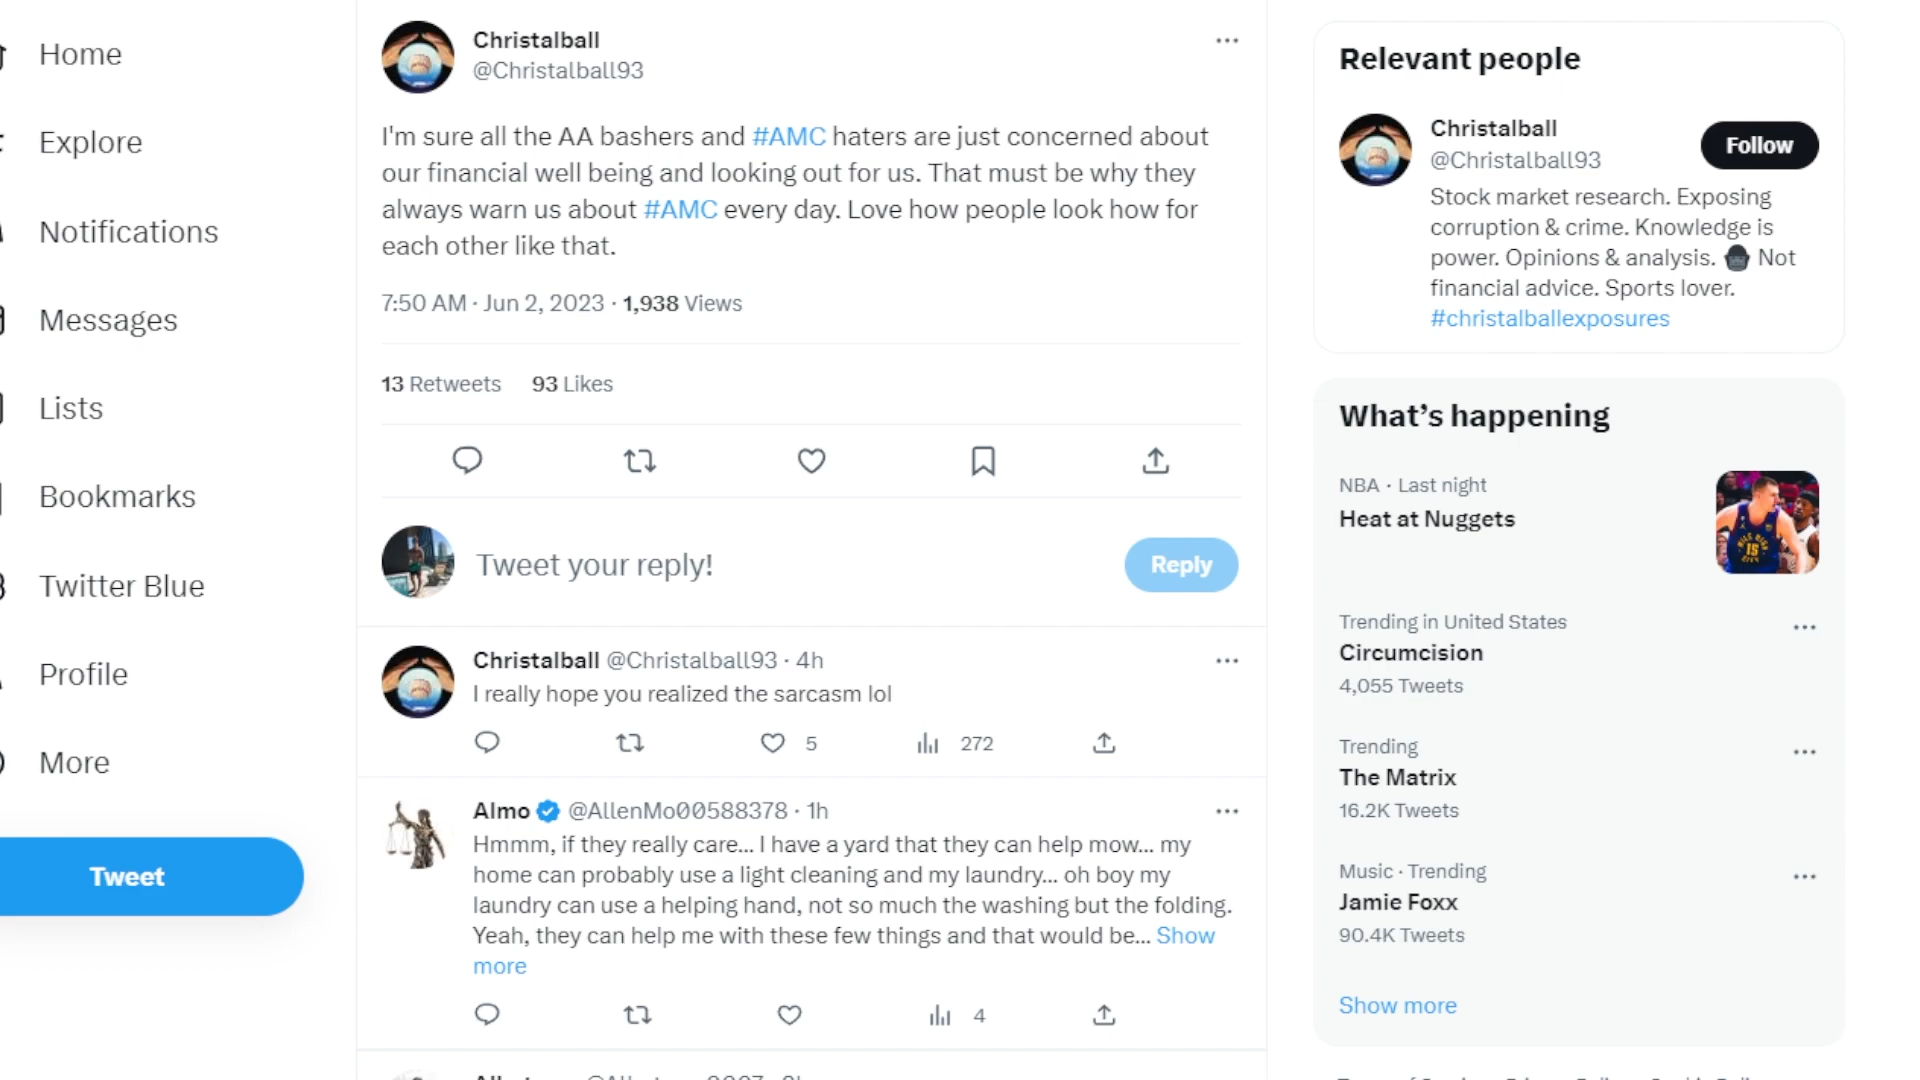 Home
Explore
Notifications
Messages
Lists
Bookmarks
Twitter Blue
Profile
More
Tweet
Christalball
@Christalball93
I'm sure all the AA bashers and #AMC haters are just concerned about
our financial well being and looking out for us. That must be why they
always warn us about #AMC every day. Love how people look how for
each other like that.
7:50 AM · Jun 2, 2023 · 1,938 Views
13 Retweets 93 Likes
Tweet your reply!
Reply
Christalball @Christalball93 · 4h
I really hope you realized the sarcasm lol
5 272
Almo @AllenMo00588378 · 1h
Hmmm, if they really care... I have a yard that they can help mow... my
home can probably use a light cleaning and my laundry... oh boy my
laundry can use a helping hand, not so much the washing but the folding.
Yeah, they can help me with these few things and that would be... Show
more
4
Relevant people
Christalball
@Christalball93
Follow
Stock market research. Exposing
corruption & crime. Knowledge is
power. Opinions & analysis. Not
financial advice. Sports lover.
#christalballexposures
What's happening
NBA · Last night
Heat at Nuggets
15
Trending in United States
Circumcision
4,055 Tweets
Trending
The Matrix
16.2K Tweets
Music · Trending
Jamie Foxx
90.4K Tweets
Show more